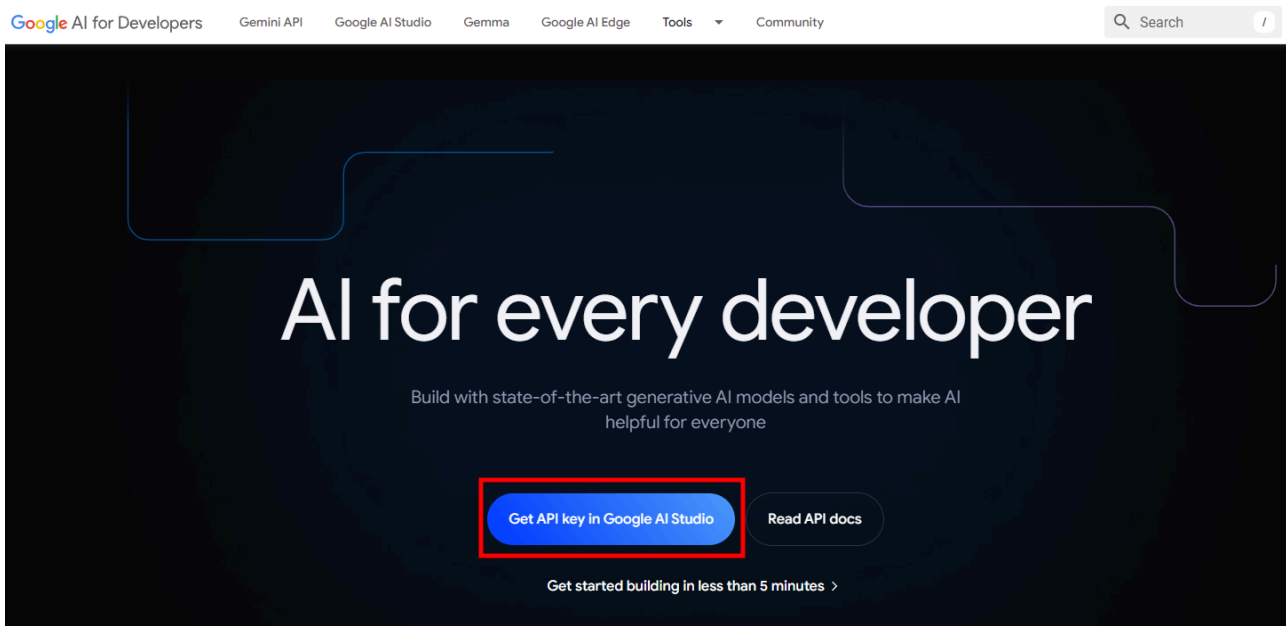 Google AI for Developers Gemini API Google AI Studio Gemma Google AI Edge Tools Community Search /
AI for every developer
Build with state-of-the-art generative AI models and tools to make AI
helpful for everyone
Get API key in Google AI Studio Read API docs
Get started building in less than 5 minutes >